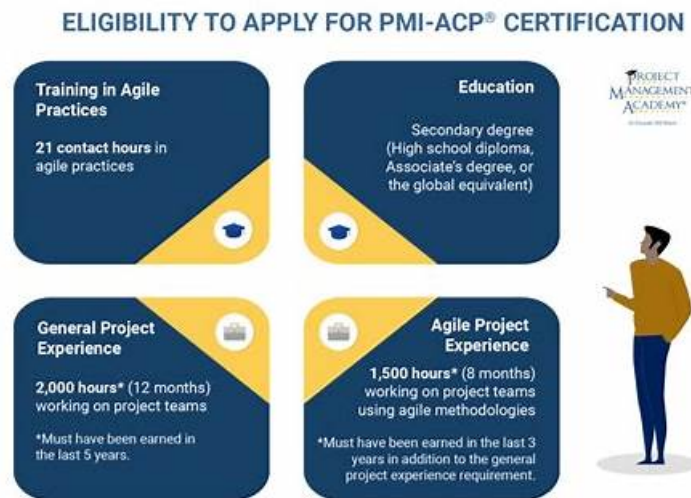 ELIGIBILITY TO APPLY FOR PMI-ACP® CERTIFICATION
Training in Agile
Practices
21 contact hours in
agile practices
Education
Secondary degree
(High school diploma,
Associate's degree, or
the global equivalent)
PROJECT
MANAGEMENT
ACADEMY®
General Project
Experience
2,000 hours* (12 months)
working on project teams
*Must have been earned in
the last 5 years.
Agile Project
Experience
1,500 hours* (8 months)
working on project teams
using agile methodologies
*Must have been earned in the last 3
years in addition to the general
project experience requirement.